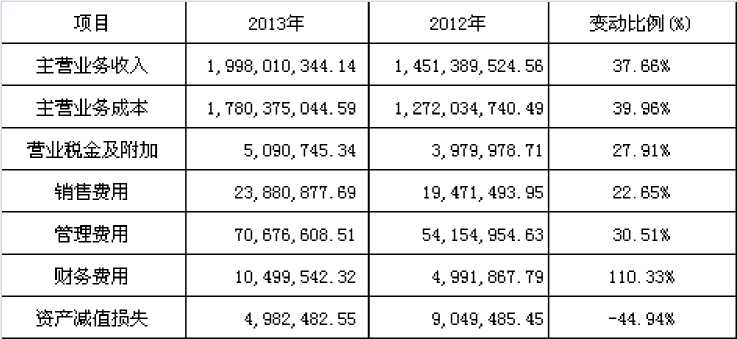 项目 2013年 2012年 变动比例(%)
主营业务收入 1,998,010,344.14 1,451,389,524.56 37.66%
主营业务成本 1,780,375,044.59 1,272,034,740.49 39.96%
营业税金及附加 5,090,745.34 3,979,978.71 27.91%
销售费用 23,880,877.69 19,471,493.95 22.65%
管理费用 70,676,608.51 54,154,954.63 30.51%
财务费用 10,499,542.32 4,991,867.79 110.33%
资产减值损失 4,982,482.55 9,049,485.45 -44.94%